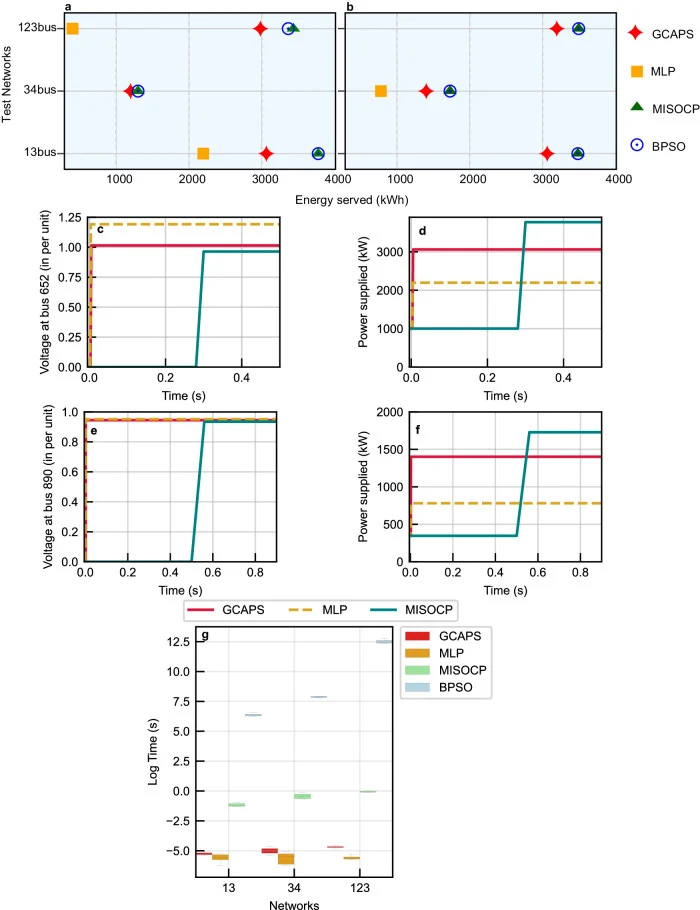 a
b
Test Networks
123bus
34bus
13bus
1000 2000 3000 4000
1000 2000 3000 4000
Energy served (kWh)
GCAPS
MLP
MISOCP
BPSO
c
Voltage at bus 652 (in per unit)
1.25
1.00
0.75
0.50
0.25
0.00
0.0 0.2 0.4
Time (s)
d
Power supplied (kW)
3000
2000
1000
0
0.0 0.2 0.4
Time (s)
e
Voltage at bus 890 (in per unit)
1.0
0.8
0.6
0.4
0.2
0.0
0.0 0.2 0.4 0.6 0.8
Time (s)
f
Power supplied (kW)
2000
1500
1000
500
0
0.0 0.2 0.4 0.6 0.8
Time (s)
GCAPS MLP MISOCP
g
Log Time (s)
12.5
10.0
7.5
5.0
2.5
0.0
−2.5
−5.0
13 34 123
Networks
GCAPS
MLP
MISOCP
BPSO